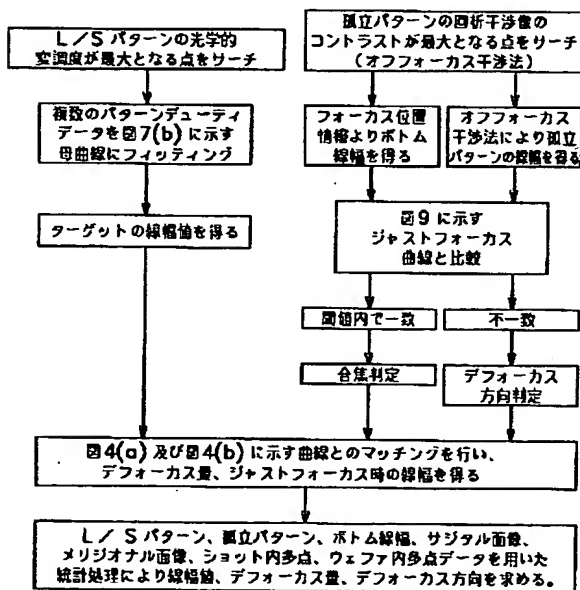 L/Sパターンの光学的
変調度が最大となる点をサーチ
孤立パターンの回析干渉像の
コントラストが最大となる点をサーチ
(オフフォーカス干渉法)
複数のパターンデューティ
データを図7(b)に示す
母曲線にフィッティング
フォーカス位置
情報よりボトム
線幅を得る
オフフォーカス
干渉法により孤立
パターンの線幅を得る
ターゲットの線幅値を得る
図9に示す
ジャストフォーカス
曲線と比較
閾値内で一致
不一致
合焦判定
デフォーカス
方向判定
図4(a)及び図4(b)に示す曲線とのマッチングを行い、
デフォーカス量、ジャストフォーカス時の線幅を得る
L/Sパターン、孤立パターン、ボトム線幅、サジタル面像、
メリジオナル面像、ショット内多点、ウェファ内多点データを用いた
統計処理により線幅値、デフォーカス量、デフォーカス方向を求める。